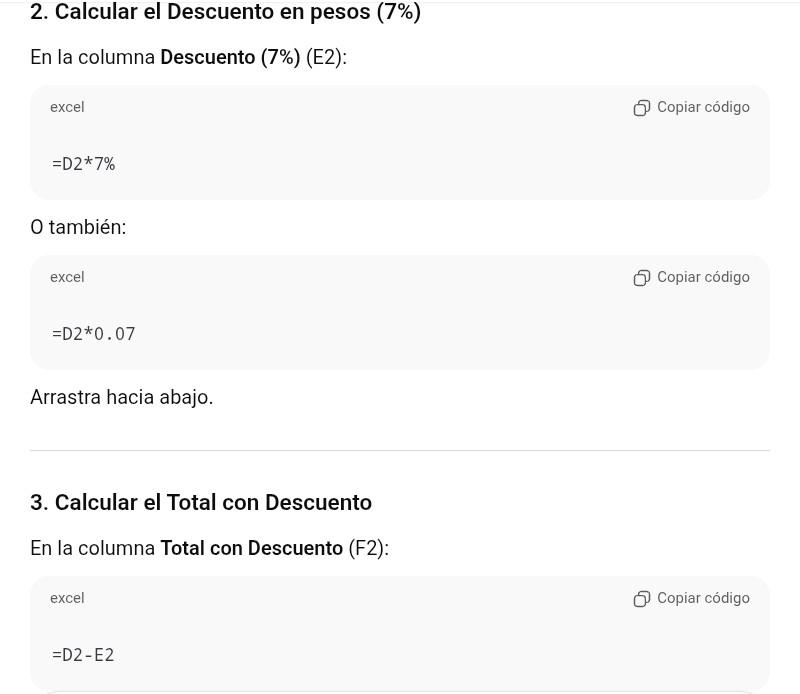 2. Calcular el Descuento en pesos (7%)
En la columna Descuento (7%) (E2):
excel
Copiar código
=D2*7%
O también:
excel
Copiar código
=D2*0.07
Arrastra hacia abajo.
3. Calcular el Total con Descuento
En la columna Total con Descuento (F2):
excel
Copiar código
=D2-E2